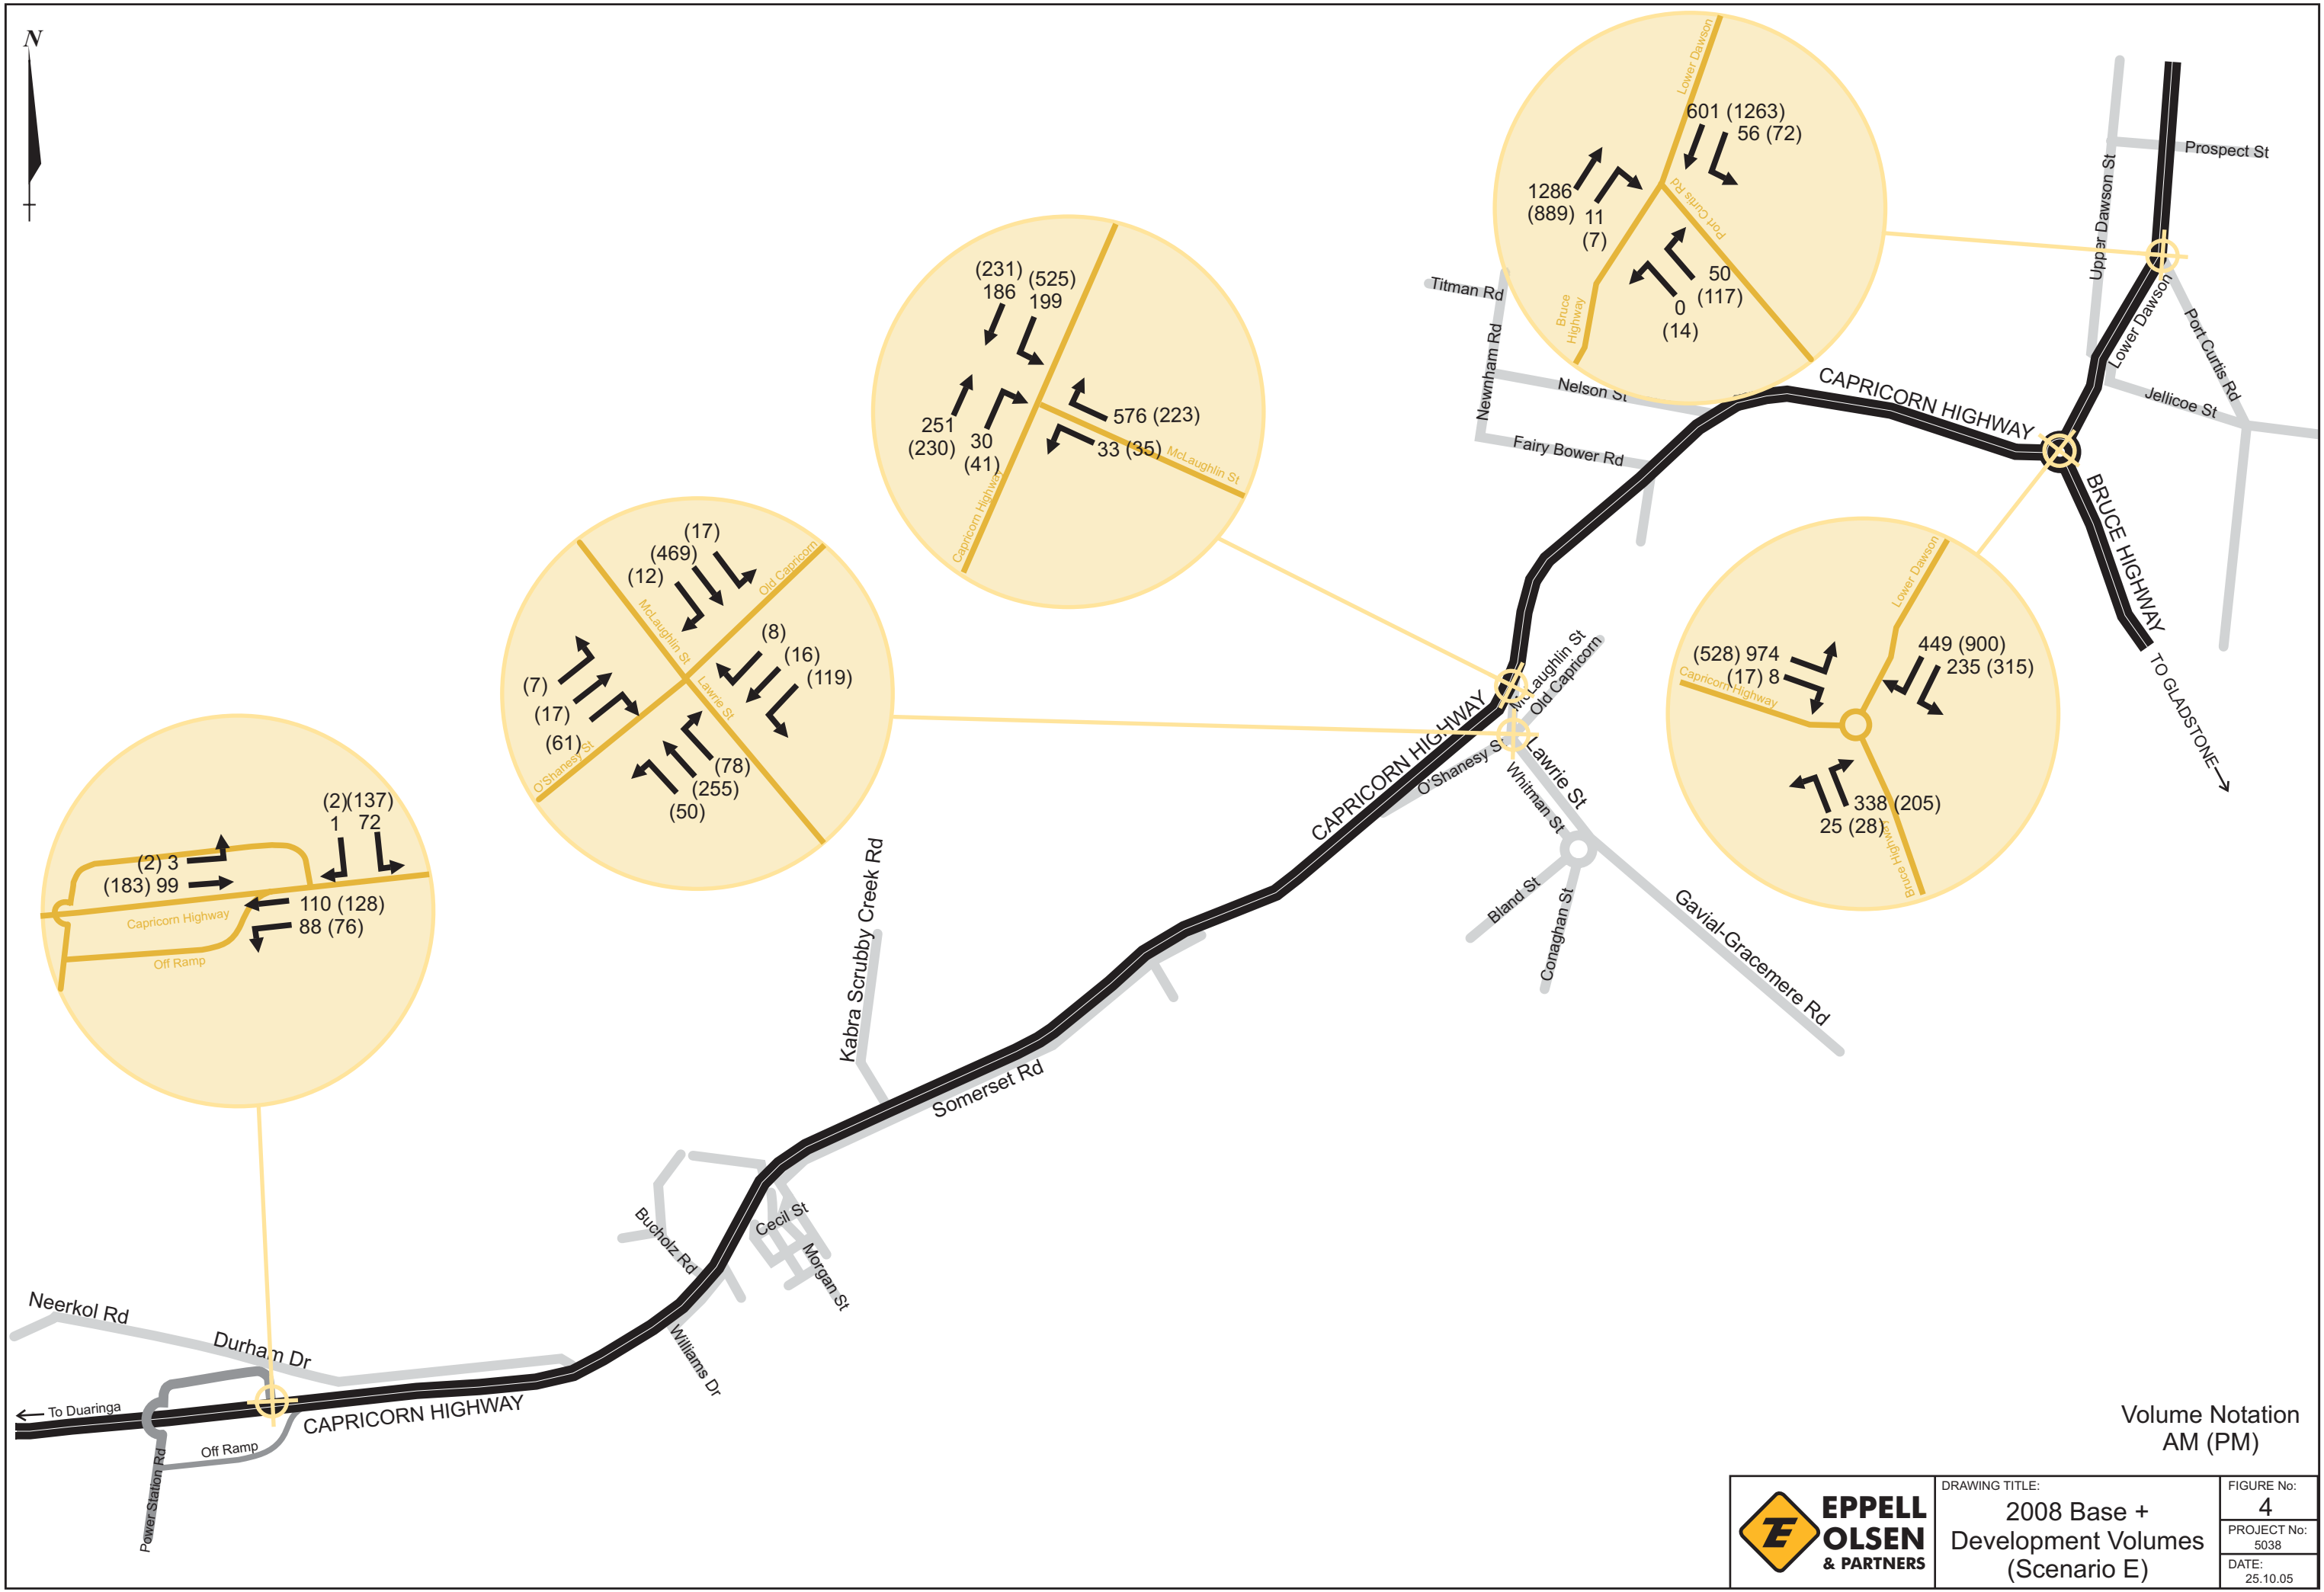 N
Lower Dawson
601 (1263)
56 (72)
1286
(889)
11
(7)
Port Curtis Rd
50
(117)
0
(14)
Bruce
Highway
Prospect St
Upper Dawson St
Lower Dawson
Port Curtis Rd
Jellicoe St
Titman Rd
Newnham Rd
Nelson St
Fairy Bower Rd
CAPRICORN HIGHWAY
BRUCE HIGHWAY
TO GLADSTONE
(231)
186
(525)
199
251
(230)
30
(41)
576 (223)
33 (35)
McLaughlin St
Capricorn Highway
(17)
(469)
(12)
Old Capricorn
McLaughlin St
(8)
(16)
(119)
(7)
(17)
(61)
Lawrie St
O'Shanesy St
(78)
(255)
(50)
Lower Dawson
(528) 974
(17) 8
Capricorn Highway
449 (900)
235 (315)
338 (205)
25 (28)
Bruce Highway
McLaughlin St
Old Capricorn
CAPRICORN HIGHWAY
O'Shanesy St
Lawrie St
Whitman St
Bland St
Conaghan St
Gavial-Gracemere Rd
(2)(137)
1 72
(2) 3
(183) 99
110 (128)
88 (76)
Capricorn Highway
Off Ramp
Kabra Scrubby Creek Rd
Somerset Rd
Bucholz Rd
Cecil St
Morgan St
Williams Dr
Neerkol Rd
Durham Dr
To Duaringa
CAPRICORN HIGHWAY
Off Ramp
Power Station Rd
Volume Notation
AM (PM)
EPPELL
OLSEN
& PARTNERS
DRAWING TITLE:
2008 Base +
Development Volumes
(Scenario E)
FIGURE No:
4
PROJECT No:
5038
DATE:
25.10.05